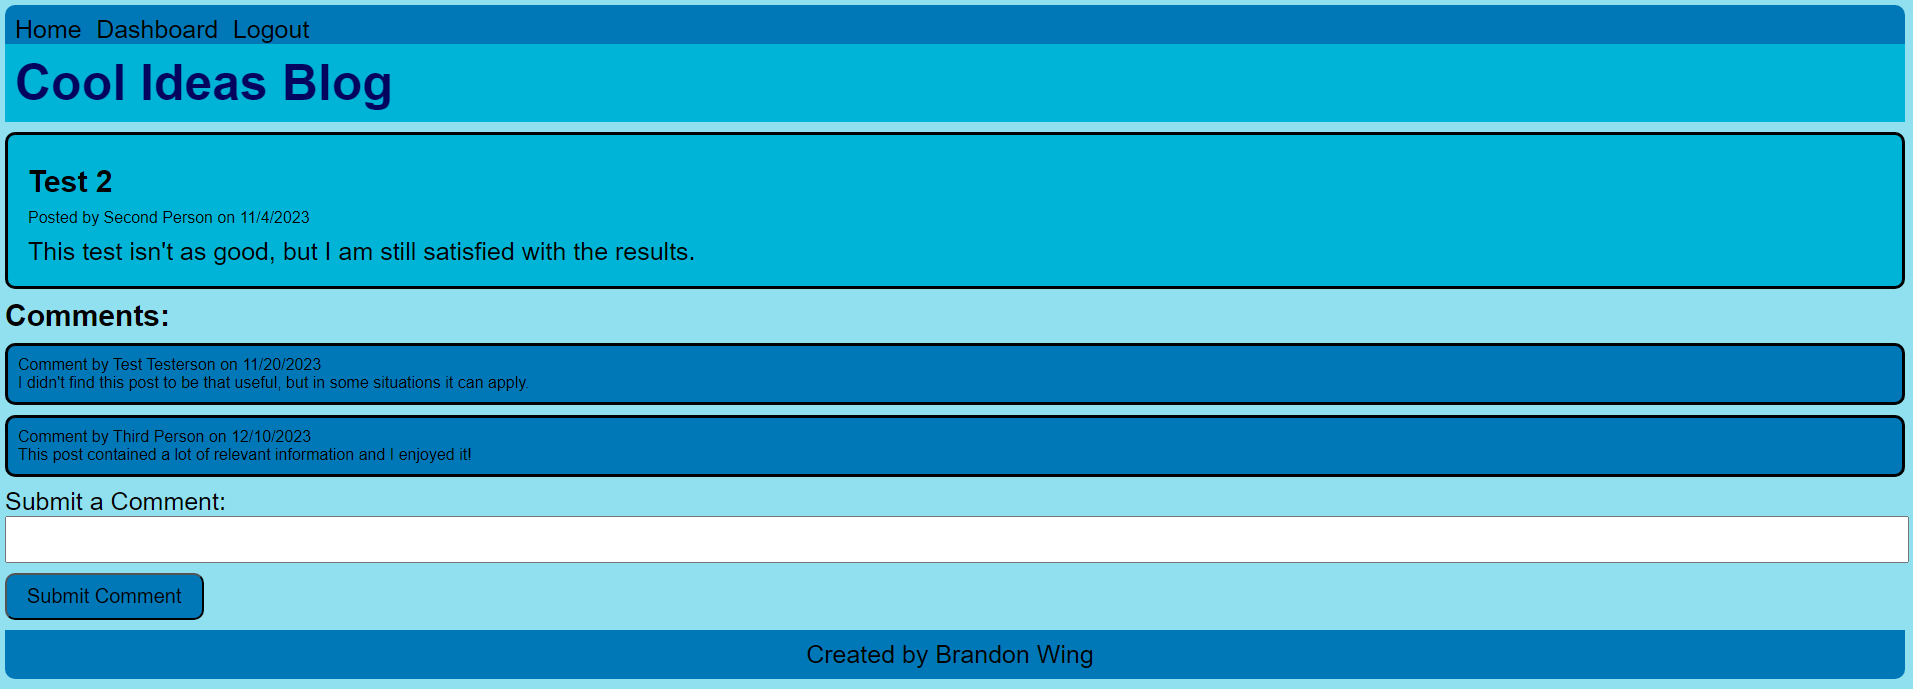 Home Dashboard Logout
Cool Ideas Blog
Test 2
Posted by Second Person on 11/4/2023
This test isn't as good, but I am still satisfied with the results.
Comments:
Comment by Test Testerson on 11/20/2023
I didn't find this post to be that useful, but in some situations it can apply.
Comment by Third Person on 12/10/2023
This post contained a lot of relevant information and I enjoyed it!
Submit a Comment:
Submit Comment
Created by Brandon Wing